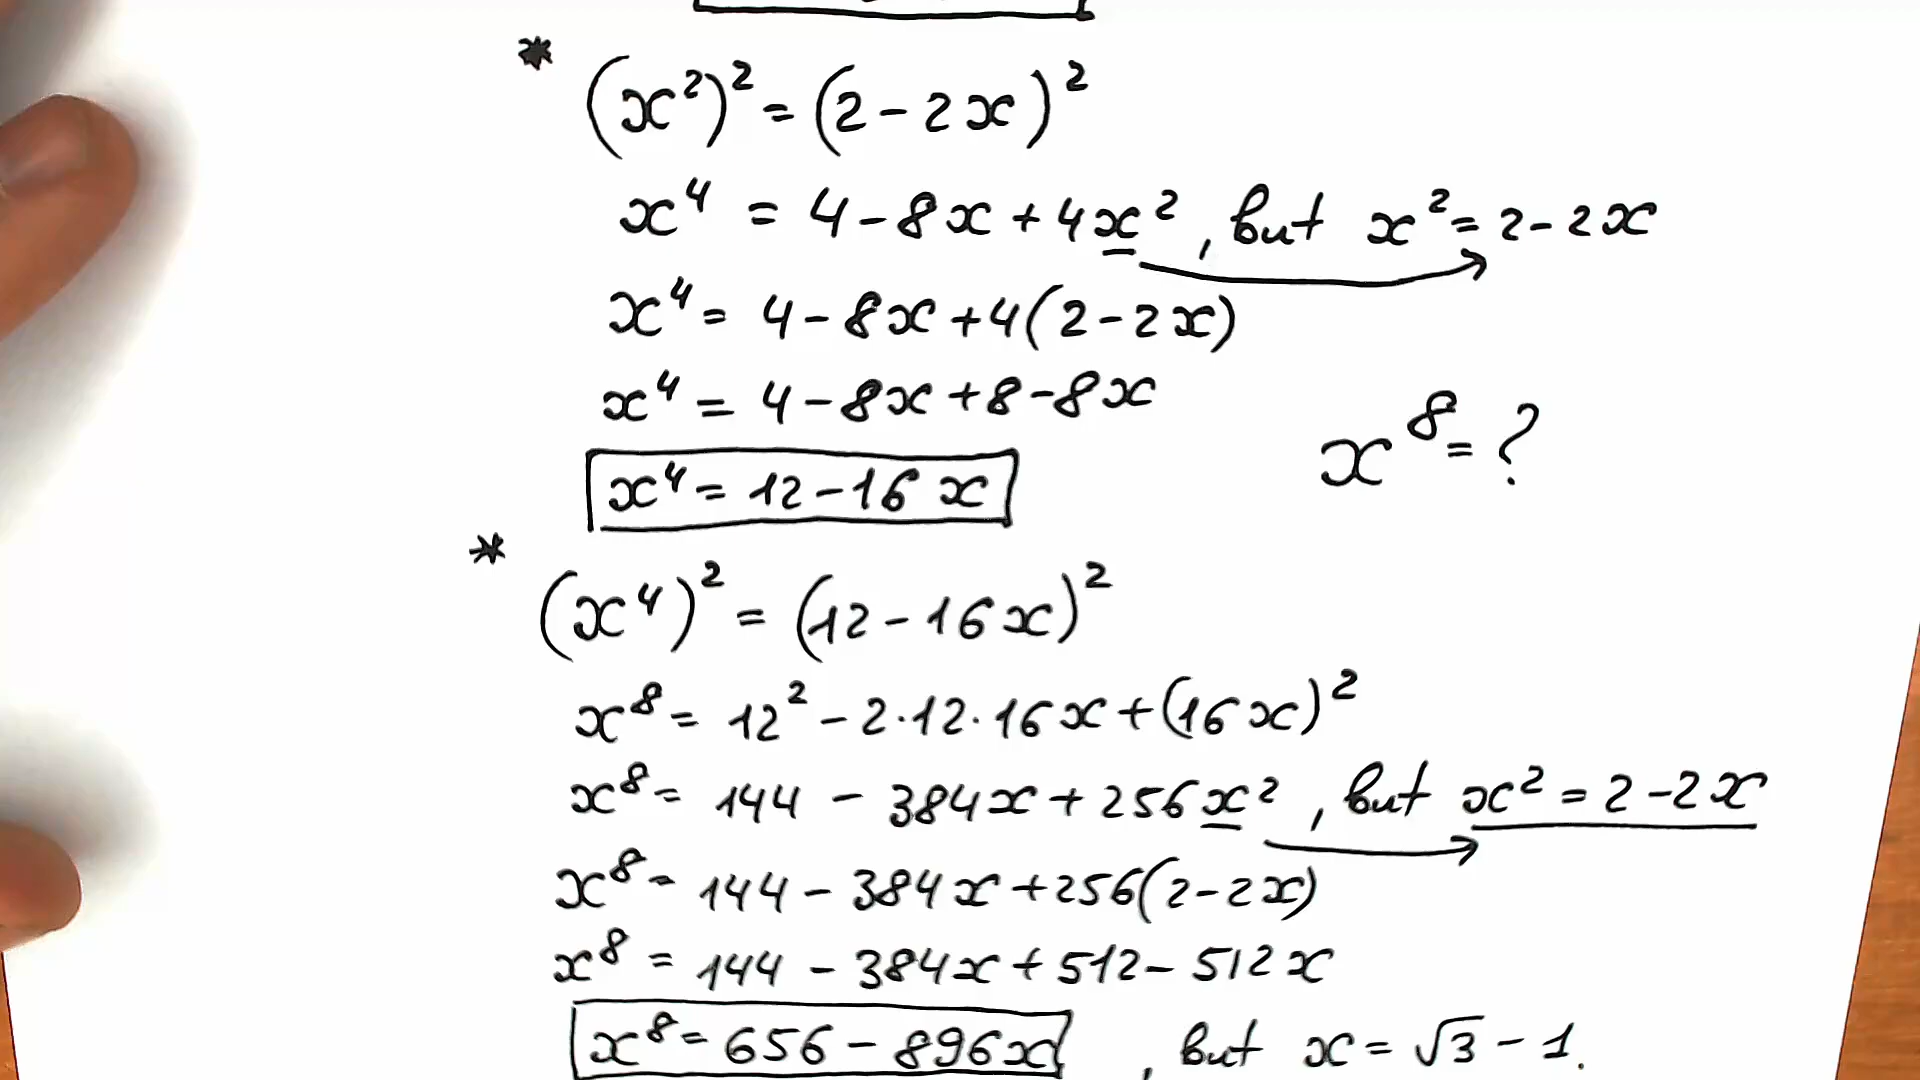 * (x²)² = (2 - 2x)²
x⁴ = 4 - 8x + 4x² , but x² = 2 - 2x
x⁴ = 4 - 8x + 4(2 - 2x)
x⁴ = 4 - 8x + 8 - 8x
x⁸ = ?
x⁴ = 12 - 16x
* (x⁴)² = (12 - 16x)²
x⁸ = 12² - 2·12·16x + (16x)²
x⁸ = 144 - 384x + 256x² , but x² = 2 - 2x
x⁸ = 144 - 384x + 256(2 - 2x)
x⁸ = 144 - 384x + 512 - 512x
x⁸ = 656 - 896x , but x = √3 - 1.